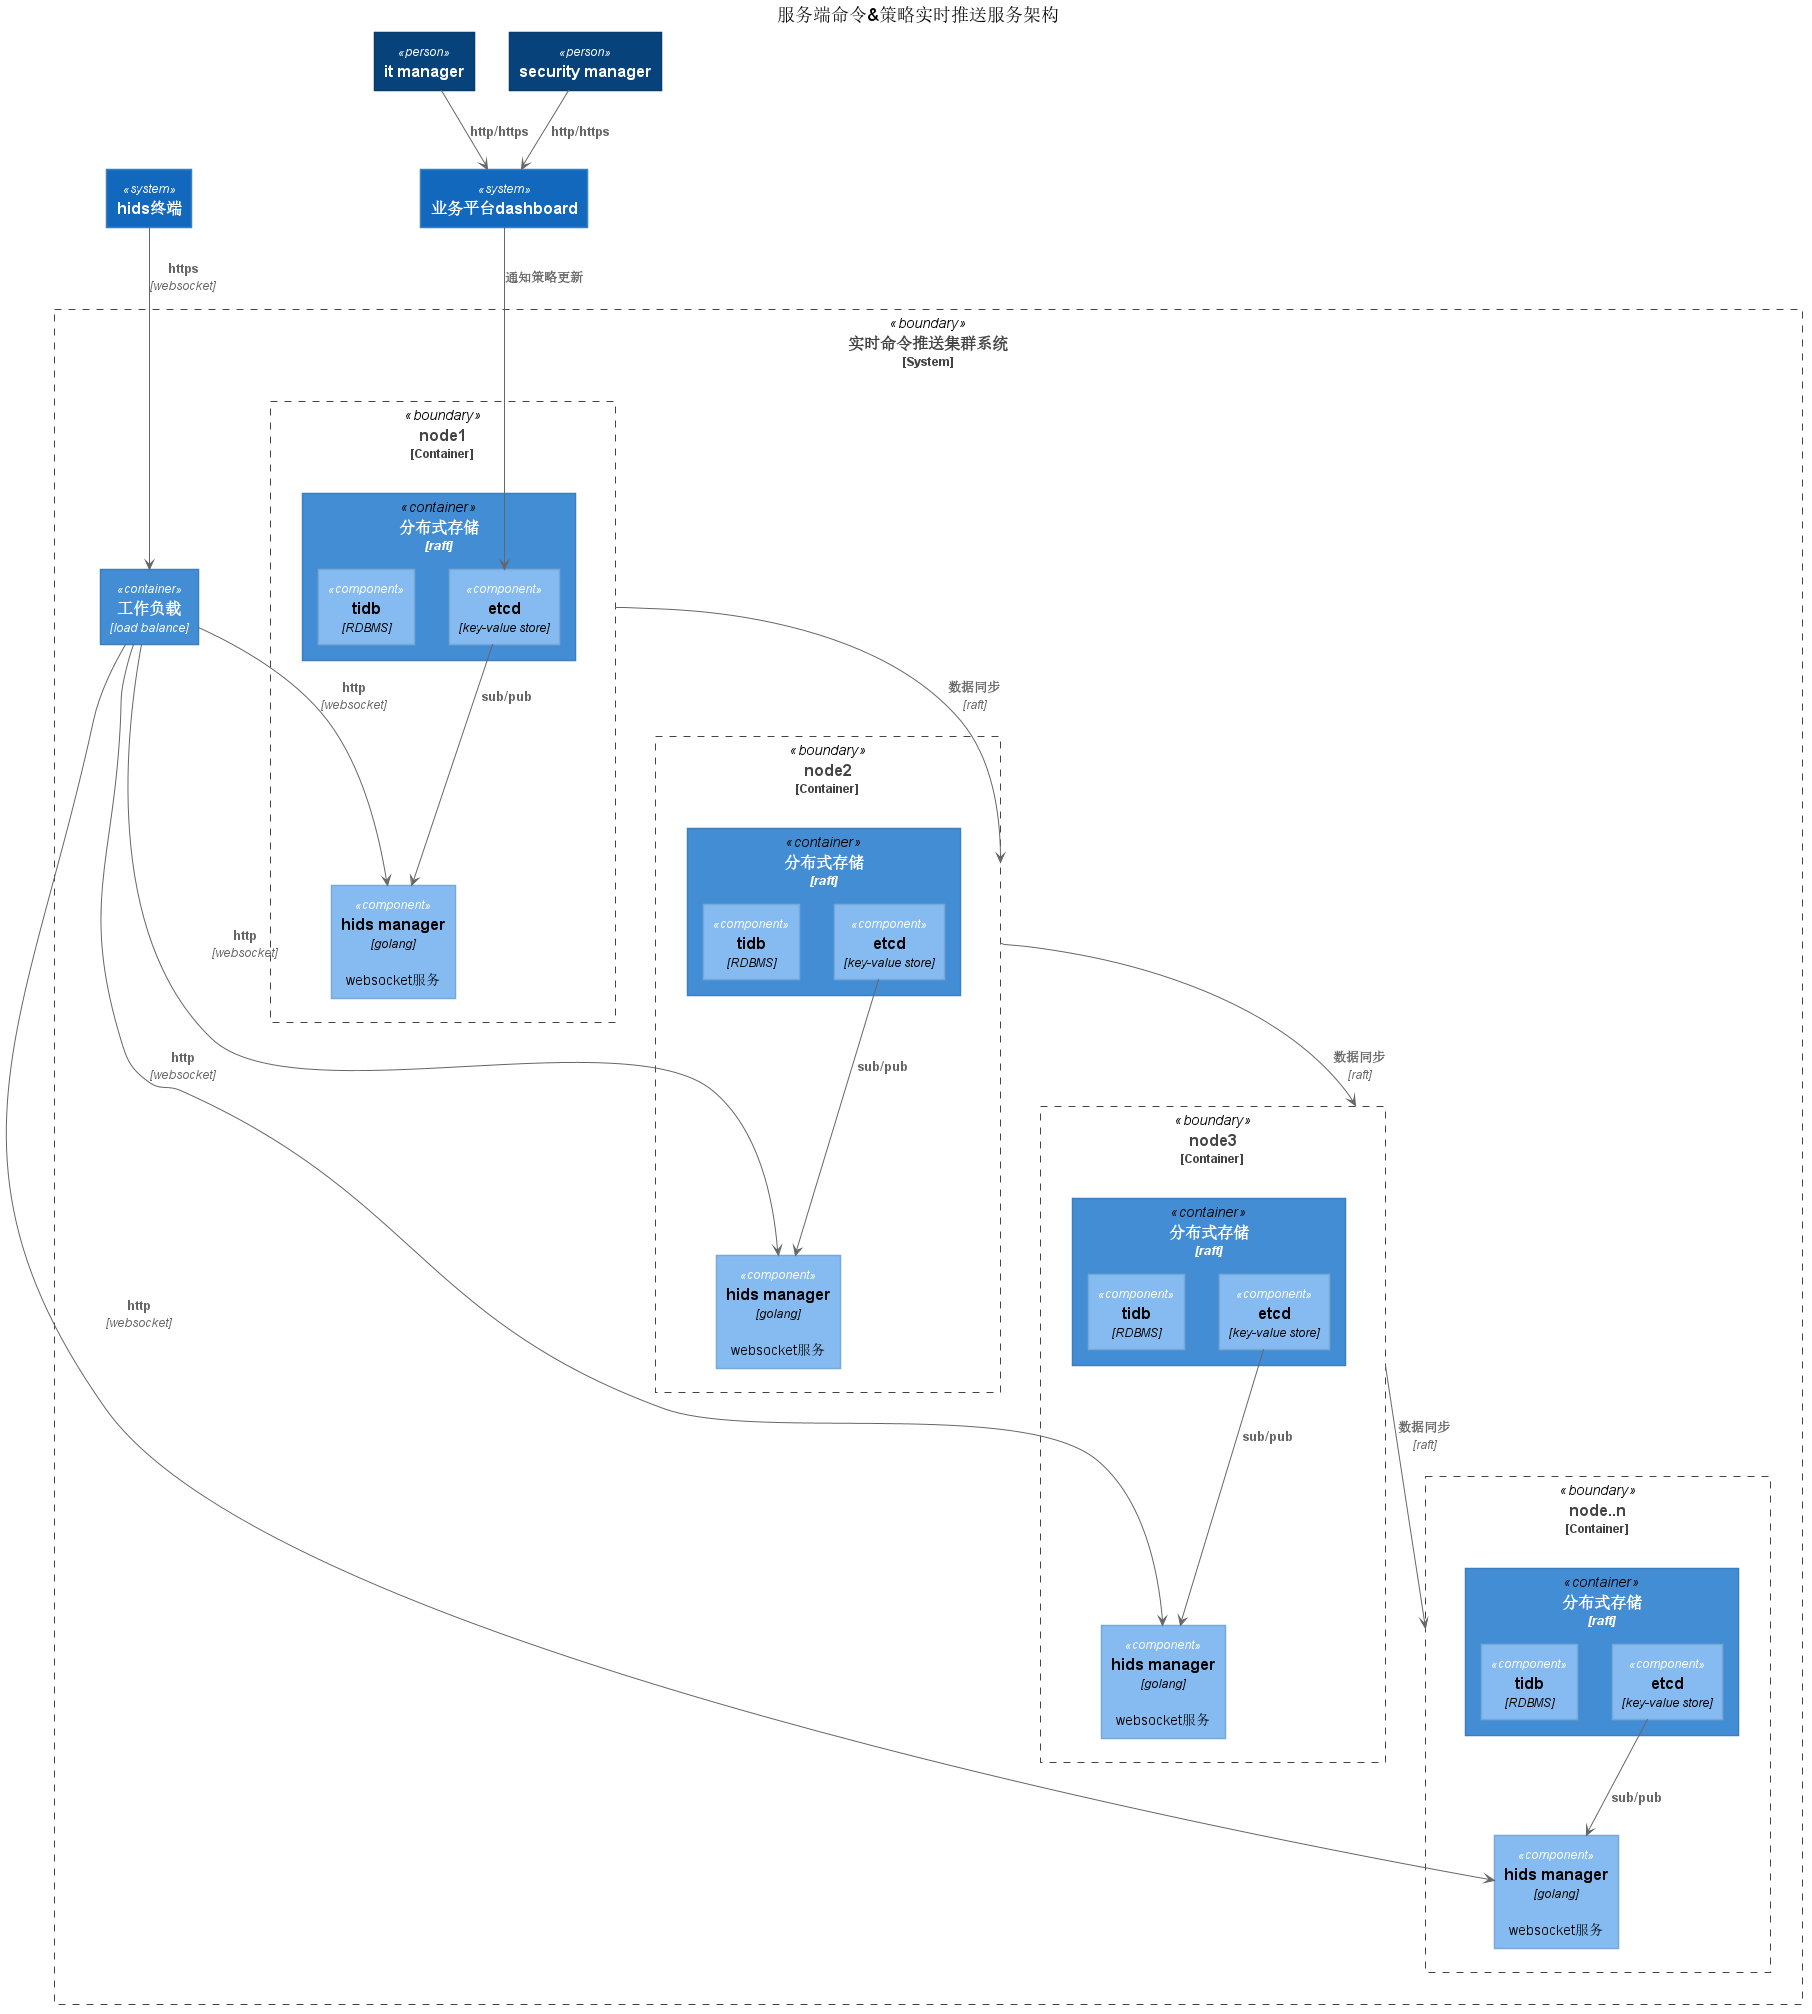 服务端命令&策略实时推送服务架构
«person»
it manager
«person»
security manager
http/https
http/https
«system»
hids终端
«system»
业务平台dashboard
https
[websocket]
通知策略更新
«boundary»
实时命令推送集群系统
[System]
«boundary»
node1
[Container]
«container»
分布式存储
[raff]
«container»
工作负载
[load balance]
«component»
tidb
[RDBMS]
«component»
etcd
[key-value store]
http
[websocket]
sub/pub
数据同步
[raft]
«component»
hids manager
[golang]
websocket服务
«boundary»
node2
[Container]
«container»
分布式存储
[raff]
«component»
tidb
[RDBMS]
«component»
etcd
[key-value store]
http
[websocket]
http
[websocket]
sub/pub
数据同步
[raft]
«component»
hids manager
[golang]
websocket服务
«boundary»
node3
[Container]
«container»
分布式存储
[raff]
«component»
tidb
[RDBMS]
«component»
etcd
[key-value store]
http
[websocket]
sub/pub
数据同步
[raft]
«component»
hids manager
[golang]
websocket服务
«boundary»
node..n
[Container]
«container»
分布式存储
[raff]
«component»
tidb
[RDBMS]
«component»
etcd
[key-value store]
sub/pub
«component»
hids manager
[golang]
websocket服务